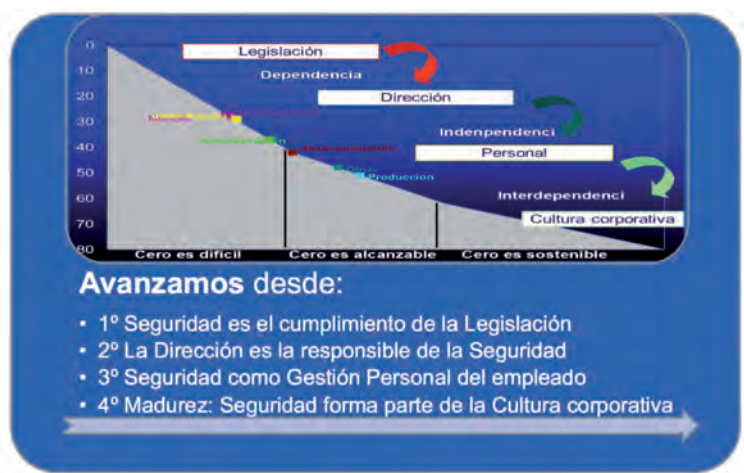 0
Legislación
10
Dependencia
20
Dirección
30
40
Indenpendenci
Personal
50
Produccion
60
Interdependenci
70
Cultura corporativa
80
Cero es difícil Cero es alcanzable Cero es sostenible
Avanzamos desde:
• 1º Seguridad es el cumplimiento de la Legislación
• 2º La Dirección es la responsible de la Seguridad
• 3º Seguridad como Gestión Personal del empleado
• 4º Madurez: Seguridad forma parte de la Cultura corporativa